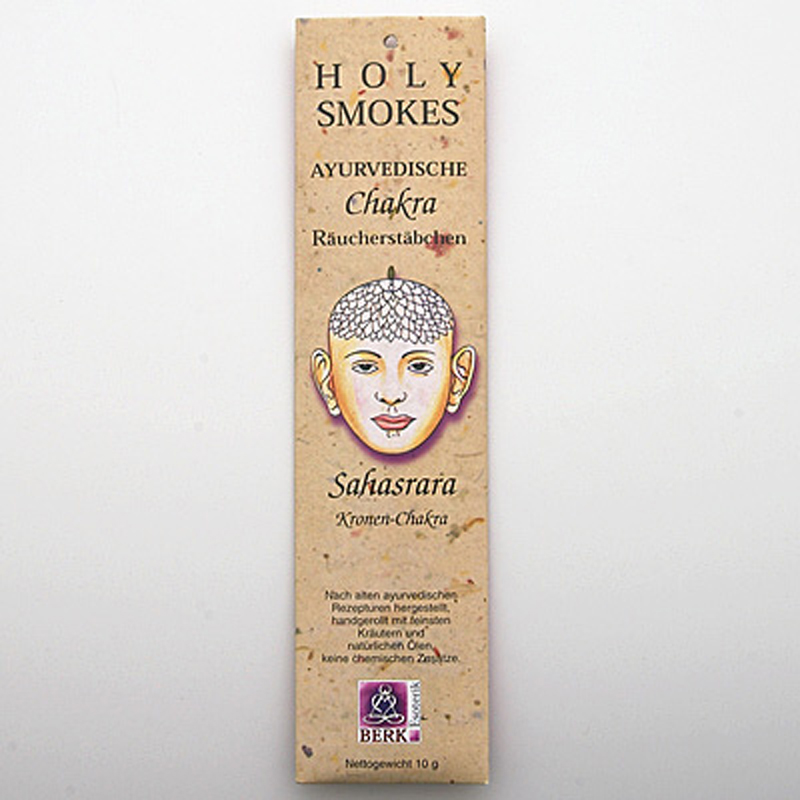 HOLY
SMOKES
AYURVEDISCHE
Chakra
Räucherstäbchen
Sahasrara
Kronen-Chakra
Nach alten ayurvedischen
Rezepturen hergestellt,
handgerollt mit feinsten
Kräutern und
natürlichen Ölen,
keine chemischen Zusätze.
Esoterik
BERK
Nettogewicht 10 g